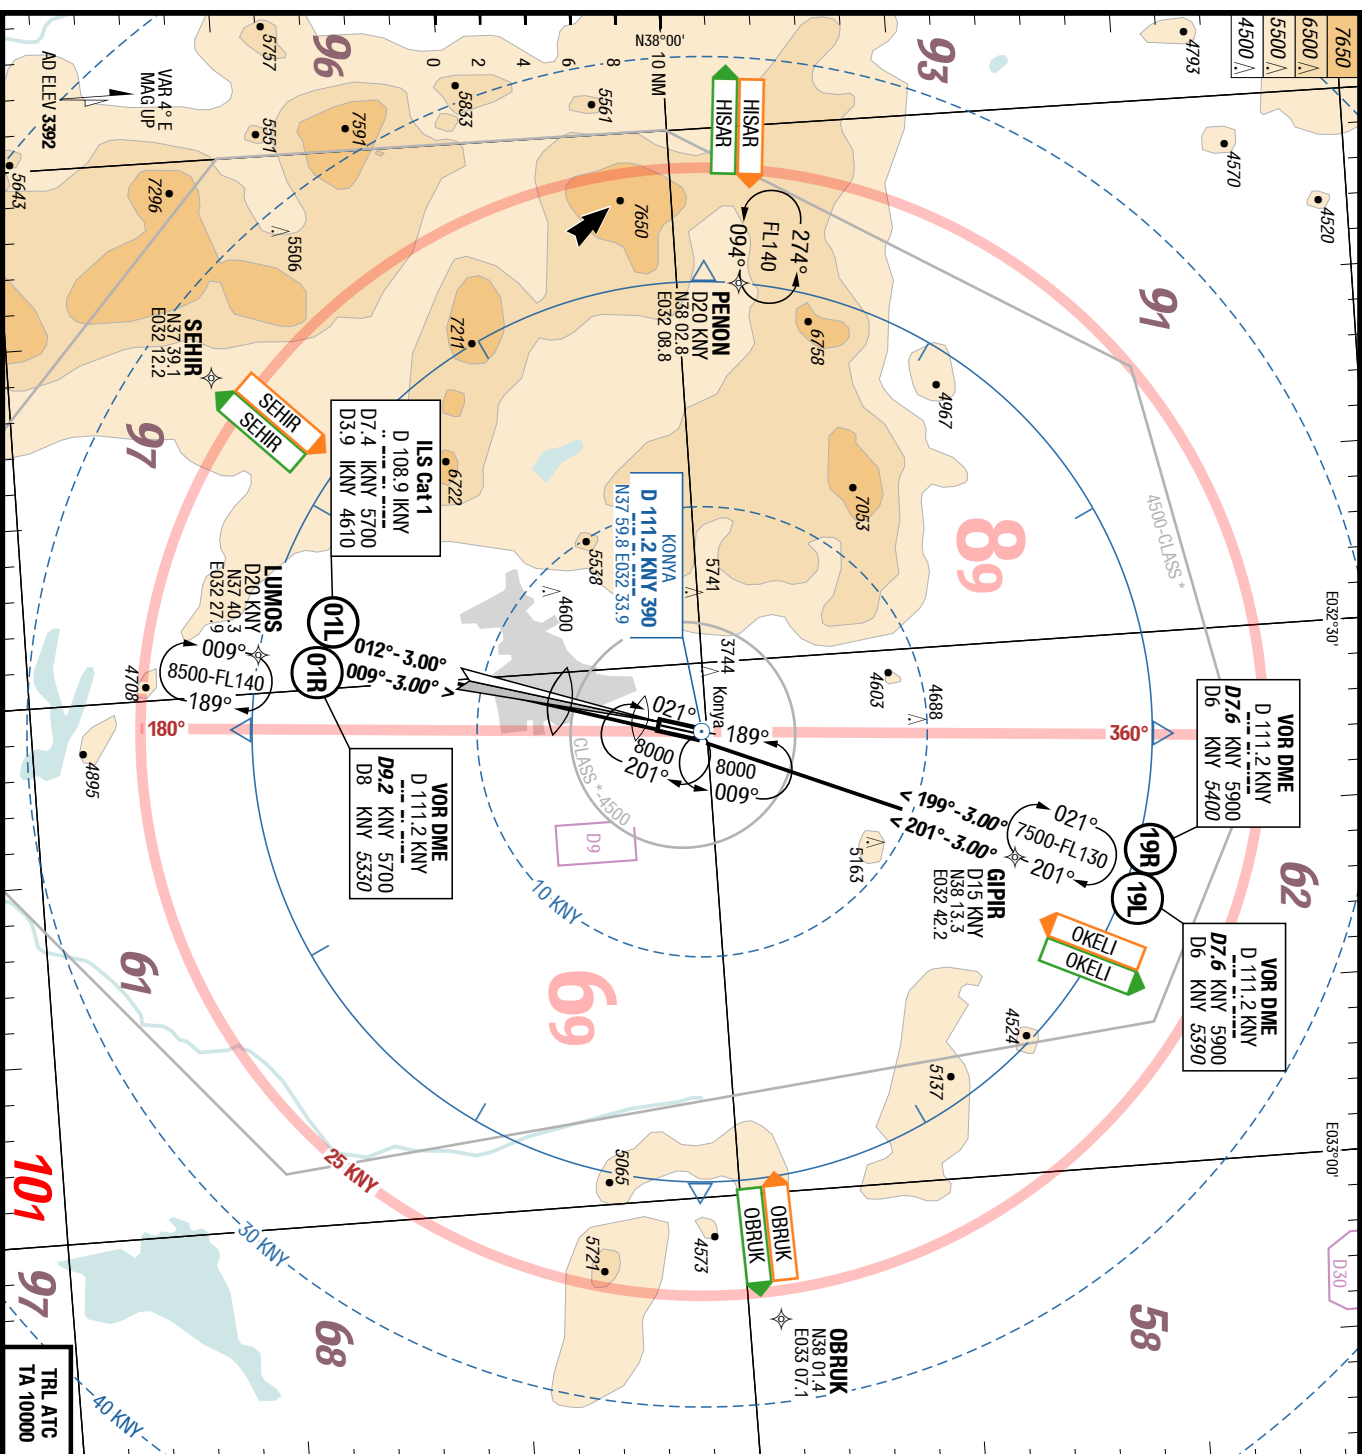 7650
6500
5500
4500
4793
4570
4520
93
91
96
N38°00'
10 NM
8
6
4
2
0
5757
5833
5561
5551
7591
VAR 4° E
MAG UP
AD ELEV 3392
5643
7296
5506
7650
HISAR
HISAR
274°
FL140
094°
PENON
D20 KNY
N38 02.8
E032 08.8
6758
4967
7211
7053
6722
SEHIR
N37 39.1
E032 12.2
SEHIR
SEHIR
97
89
4500-CLASS *
E032°30'
ILS Cat 1
D 108.9 IKNY
D7.4 IKNY 5700
D3.9 IKNY 4610
KONYA
D 111.2 KNY 390
N37 59.8 E032 33.9
5538
5741
4600
3744
Konya
4603
4688
LUMOS
D20 KNY
N37 40.3
E032 27.9
009°
8500-FL140
189°
4708
4895
01L
01R
012°-3.00°
009°-3.00° >
180°
360°
021°
8000
201°
189°
8000
009°
CLASS *-4500
D9
VOR DME
D 111.2 KNY
D9.2 KNY 5700
D8 KNY 5330
VOR DME
D 111.2 KNY
D7.6 KNY 5900
D6 KNY 5400
19R
19L
VOR DME
D 111.2 KNY
D7.6 KNY 5900
D6 KNY 5390
< 199°-3.00°
< 201°-3.00°
021°
7500-FL130
201°
GIPIR
D15 KNY
N38 13.3
E032 42.2
5163
OKELI
OKELI
62
10 KNY
69
61
4524
5137
5065
E033°00'
25 KNY
30 KNY
40 KNY
101
97
68
58
5721
4573
OBRUK
OBRUK
OBRUK
N38 01.4
E033 07.1
D30
TRL ATC
TA 10000